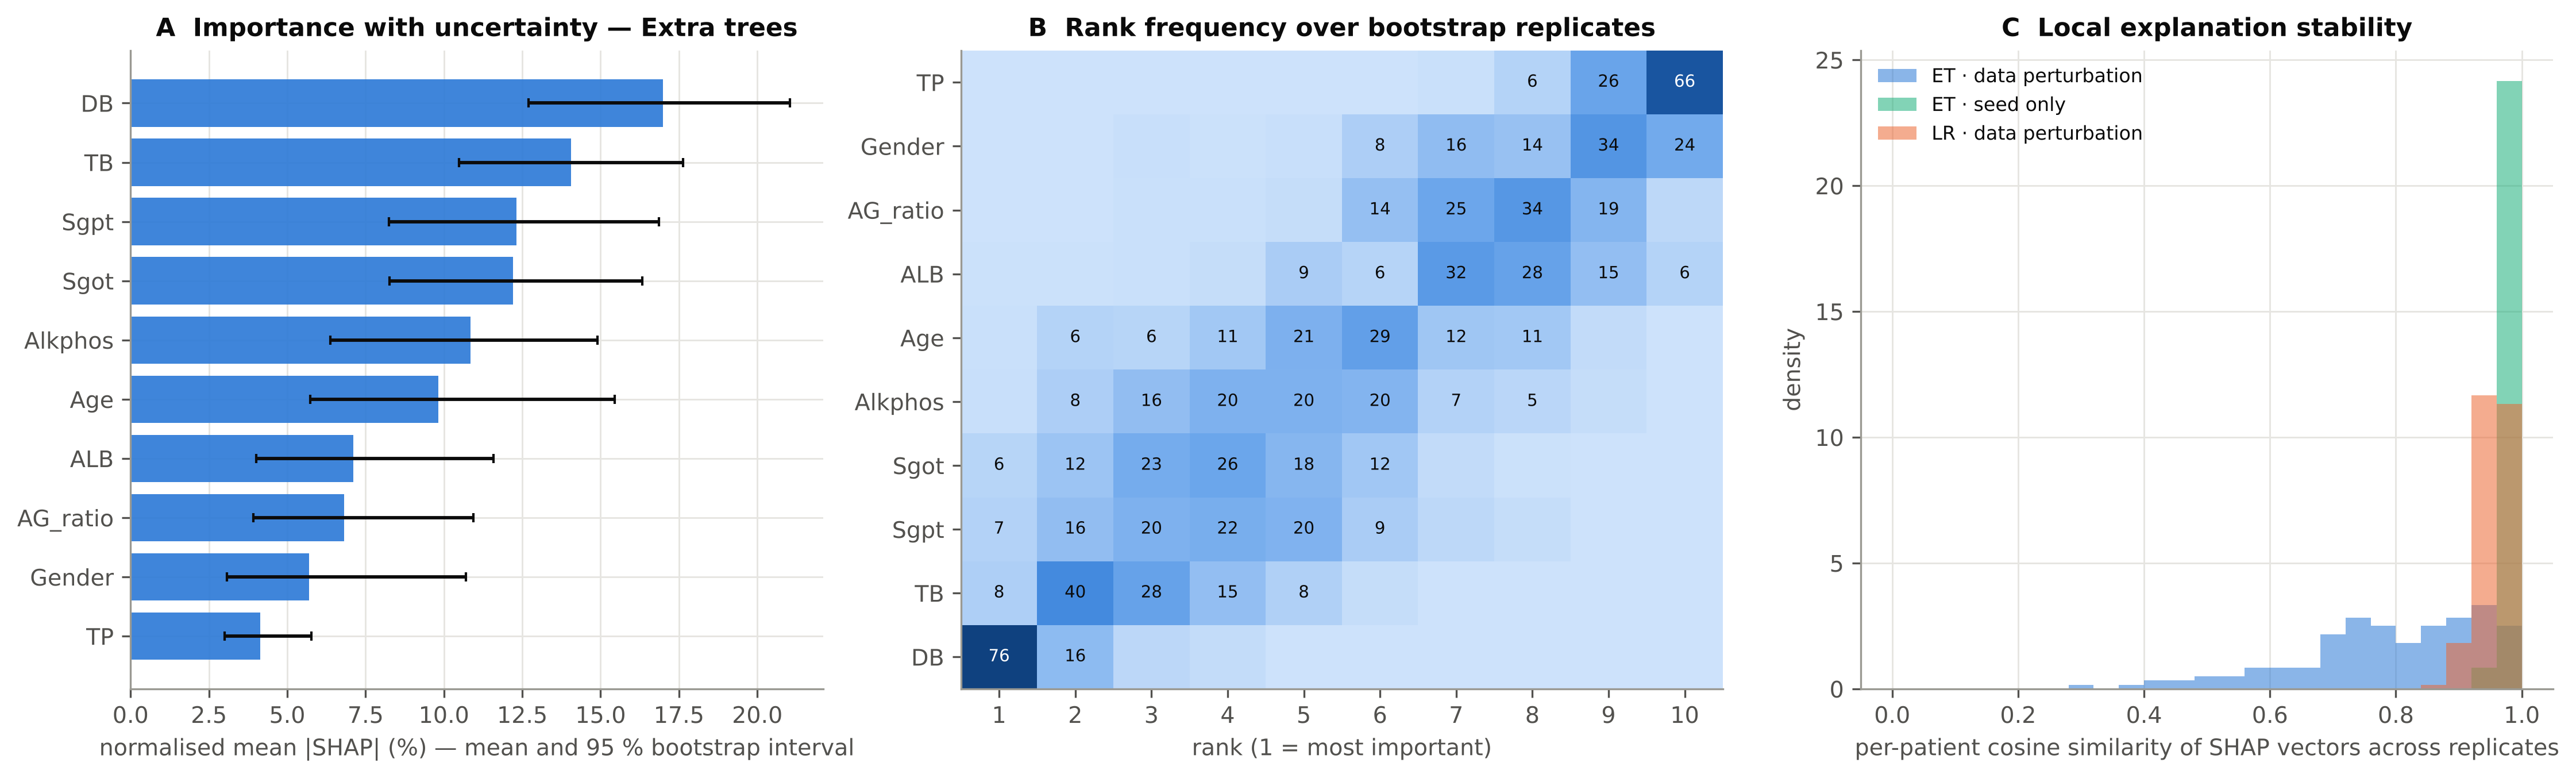 A Importance with uncertainty — Extra trees
DB
TB
Sgpt
Sgot
Alkphos
Age
ALB
AG_ratio
Gender
TP
0.0 2.5 5.0 7.5 10.0 12.5 15.0 17.5 20.0
normalised mean |SHAP| (%) — mean and 95 % bootstrap interval
B Rank frequency over bootstrap replicates
TP 6 26 66
Gender 8 16 14 34 24
AG_ratio 14 25 34 19
ALB 9 6 32 28 15 6
Age 6 6 11 21 29 12 11
Alkphos 8 16 20 20 20 7 5
Sgot 6 12 23 26 18 12
Sgpt 7 16 20 22 20 9
TB 8 40 28 15 8
DB 76 16
1 2 3 4 5 6 7 8 9 10
rank (1 = most important)
C Local explanation stability
ET · data perturbation
ET · seed only
LR · data perturbation
density
25
20
15
10
5
0
0.0 0.2 0.4 0.6 0.8 1.0
per-patient cosine similarity of SHAP vectors across replicates